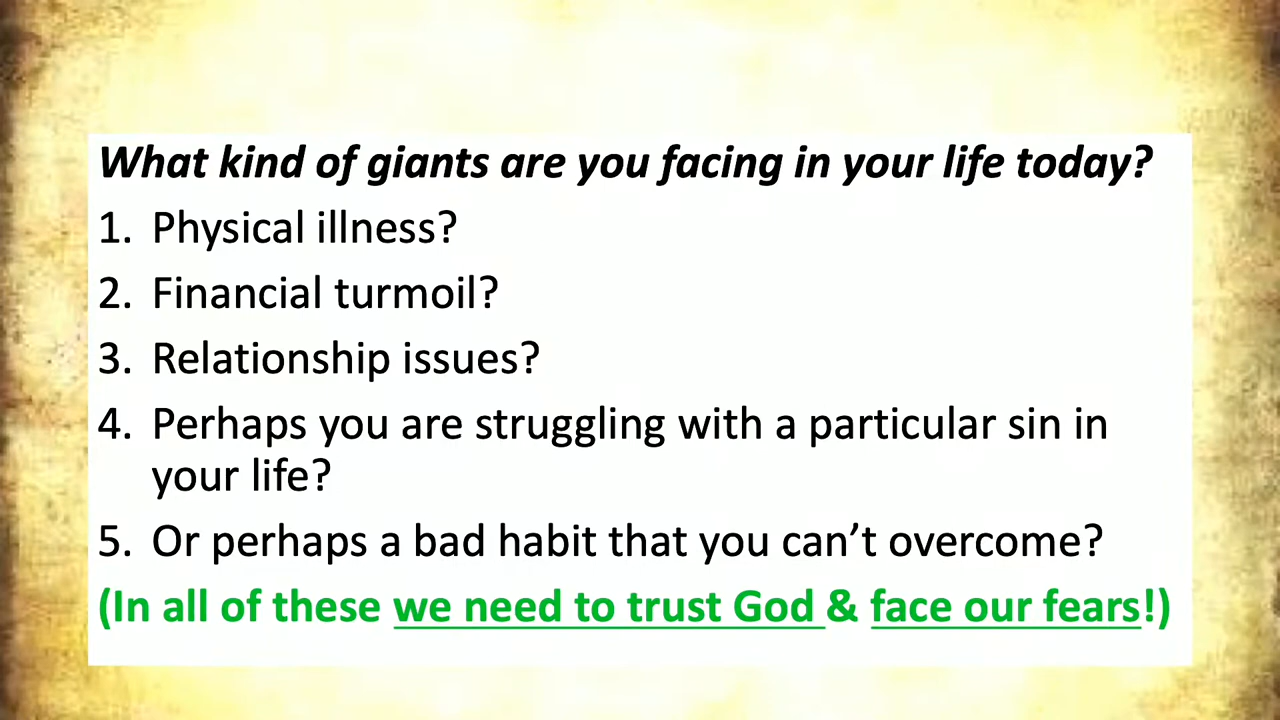 What kind of giants are you facing in your life today?
1. Physical illness?
2. Financial turmoil?
3. Relationship issues?
4. Perhaps you are struggling with a particular sin in
your life?
5. Or perhaps a bad habit that you can’t overcome?
(In all of these we need to trust God & face our fears!)